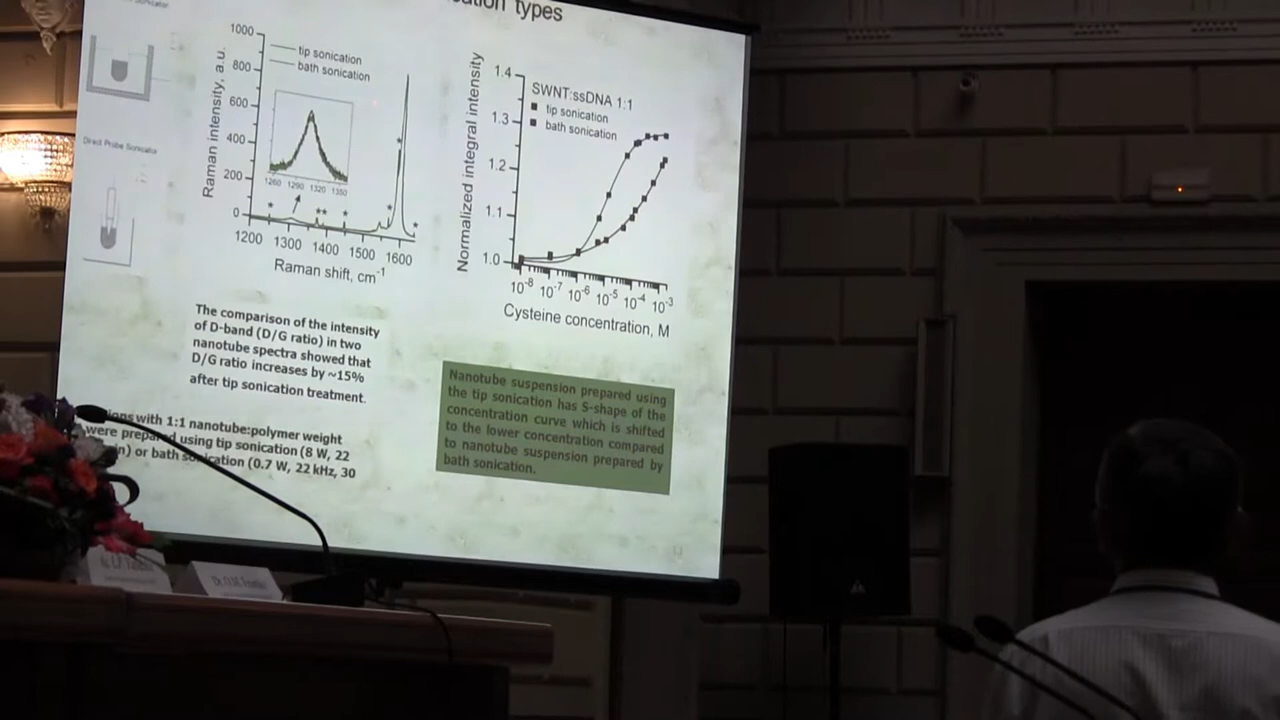 types
Direct Probe Sonicator
Raman intensity, a.u.
1000
800
600
400
200
0
tip sonication
bath sonication
1260 1290 1320 1350
* ** * * * *
1200 1300 1400 1500 1600
Raman shift, cm-1
Normalized integral intensity
1.4
1.3
1.2
1.1
1.0
SWNT:ssDNA 1:1
tip sonication
bath sonication
10-8 10-7 10-6 10-5 10-4 10-3
Cysteine concentration, M
The comparison of the intensity
of D-band (D/G ratio) in two
nanotube spectra showed that
D/G ratio increases by ~15%
after tip sonication treatment.
with 1:1 nanotube:polymer weight
were prepared using tip sonication (8 W, 22
or bath sonication (0.7 W, 22 kHz, 30
Nanotube suspension prepared using
the tip sonication has S-shape of the
concentration curve which is shifted
to the lower concentration compared
to nanotube suspension prepared by
bath sonication.